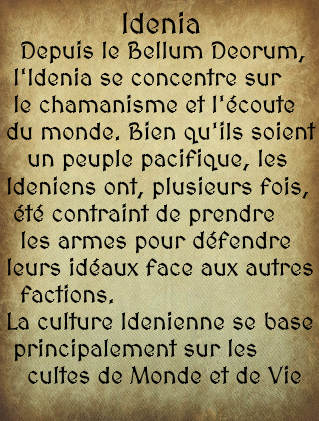 Idenia
Depuis le Bellum Deorum,
l'Idenia se concentre sur
le chamanisme et l'écoute
du monde. Bien qu'ils soient
un peuple pacifique, les
Ideniens ont, plusieurs fois,
été contraint de prendre
les armes pour défendre
leurs idéaux face aux autres
factions.
La culture Idenienne se base
principalement sur les
cultes de Monde et de Vie